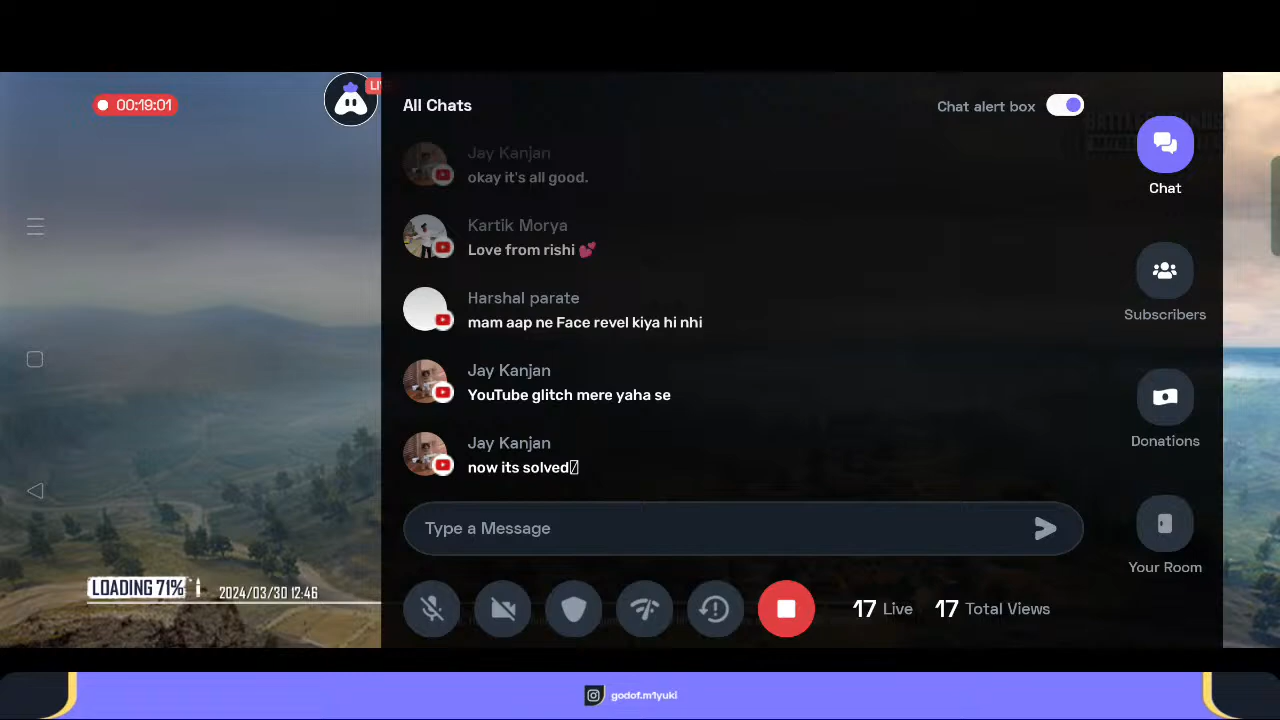 00:19:01
All Chats
Chat alert box
Jay Kanjan
okay it's all good.
Chat
Kartik Morya
Love from rishi 💕
Harshal parate
mam aap ne Face revel kiya hi nhi
Subscribers
Jay Kanjan
YouTube glitch mere yaha se
Donations
Jay Kanjan
now its solved
Type a Message
Your Room
LOADING 71%
2024/03/30 12:46
17 Live 17 Total Views
godof.m1yuki